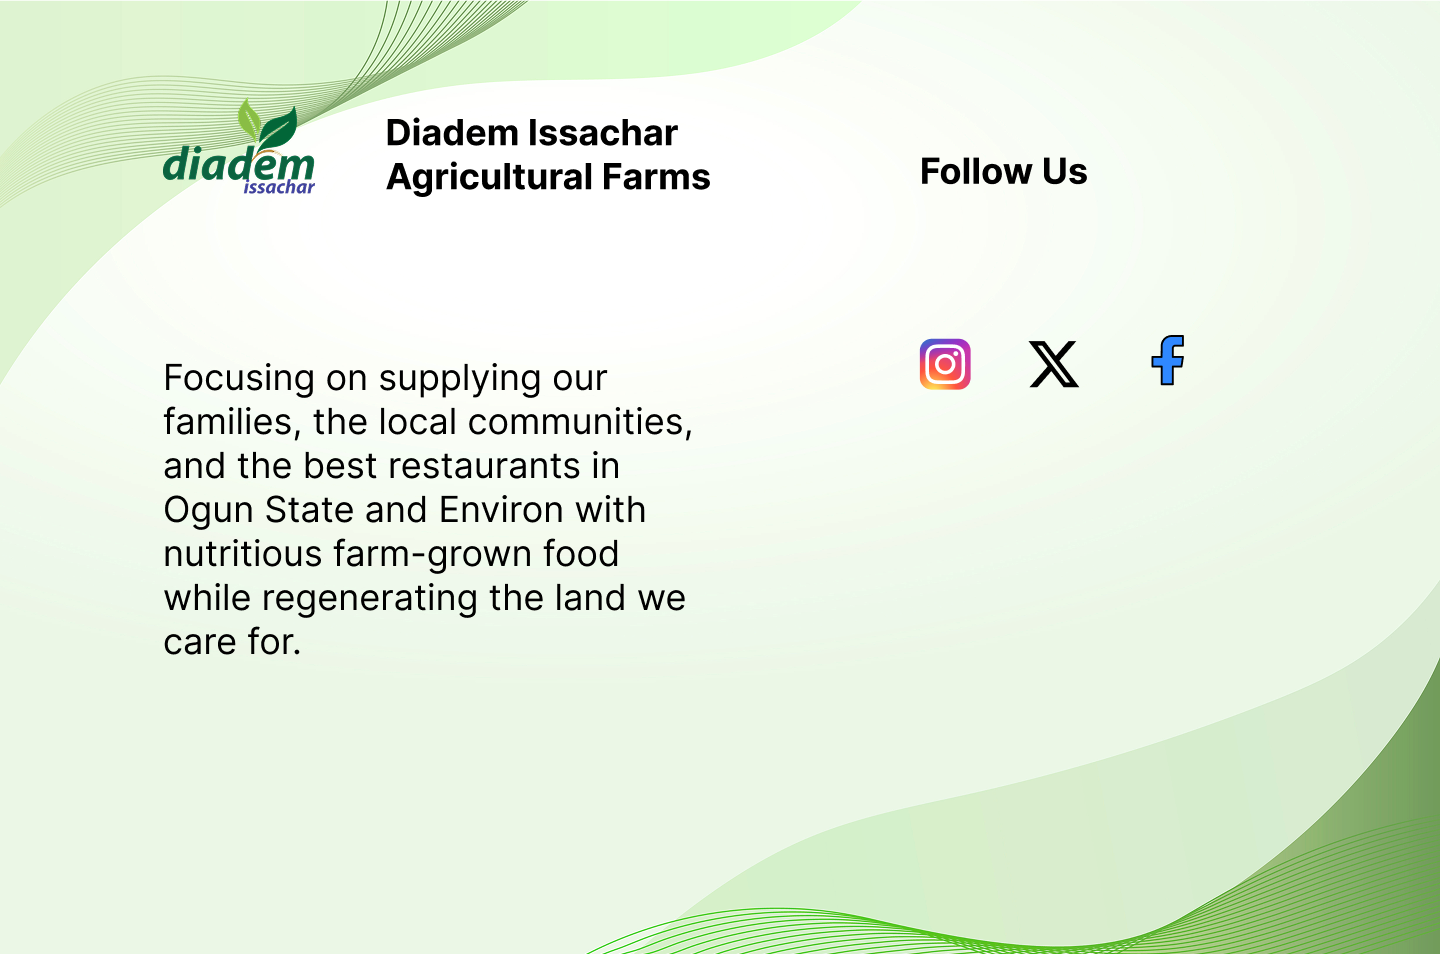 diadem
issachar
Diadem Issachar
Agricultural Farms
Follow Us
Focusing on supplying our
families, the local communities,
and the best restaurants in
Ogun State and Environ with
nutritious farm-grown food
while regenerating the land we
care for.